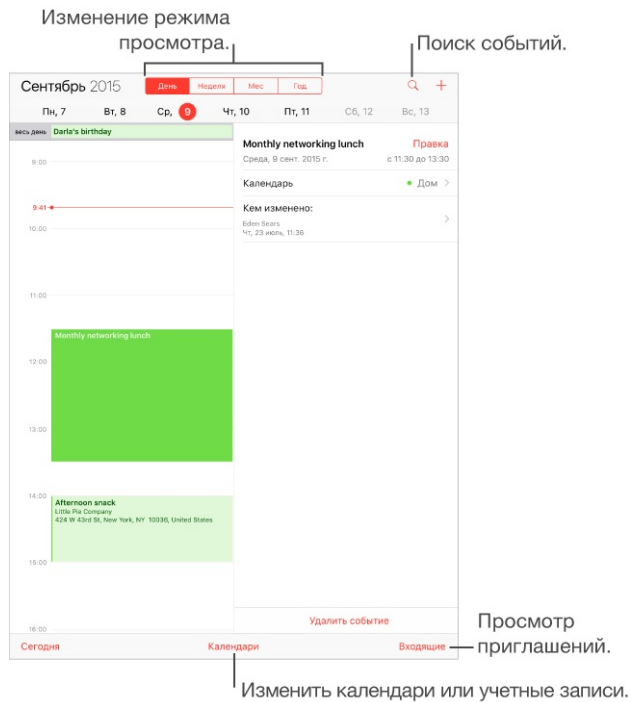 Изменение режима
просмотра.
Поиск событий.
Сентябрь 2015
День Неделя Мес Год
Пн, 7 Вт, 8 Ср, 9 Чт, 10 Пт, 11 Сб, 12 Вс, 13
весь день Darla's birthday
9:00
9:41
10:00
11:00
Monthly networking lunch
12:00
13:00
14:00
Afternoon snack
Little Pie Company
424 W 43rd St, New York, NY 10036, United States
15:00
16:00
Monthly networking lunch Правка
Среда, 9 сент. 2015 г. с 11:30 до 13:30
Календарь Дом
Кем изменено:
Eden Sears
Чт, 23 июль, 11:36
Удалить событие
Сегодня Календари Входящие
Просмотр
приглашений.
Изменить календари или учетные записи.